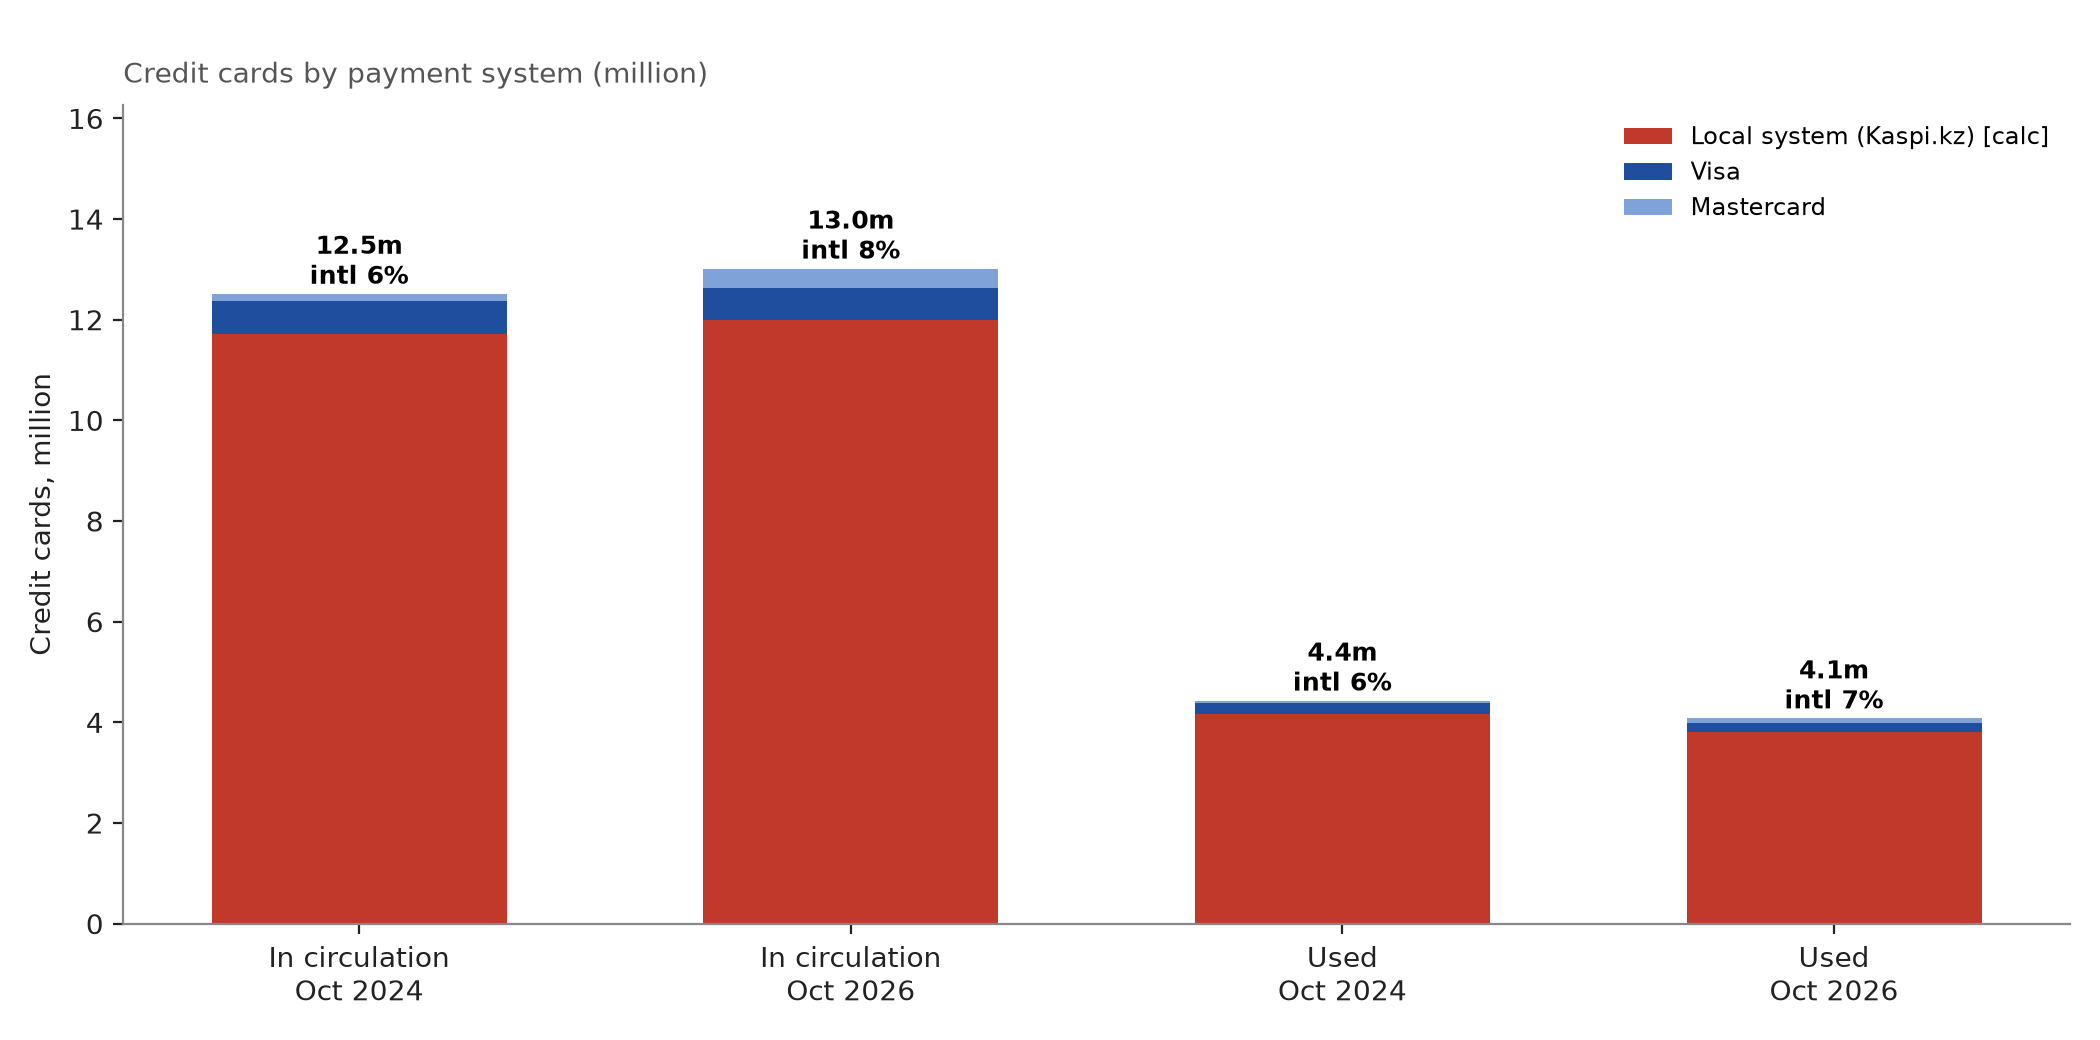 Credit cards by payment system (million)
Credit cards, million
16
14
12
10
8
6
4
2
0
Local system (Kaspi.kz) [calc]
Visa
Mastercard
12.5m
intl 6%
13.0m
intl 8%
4.4m
intl 6%
4.1m
intl 7%
In circulation
Oct 2024
In circulation
Oct 2026
Used
Oct 2024
Used
Oct 2026